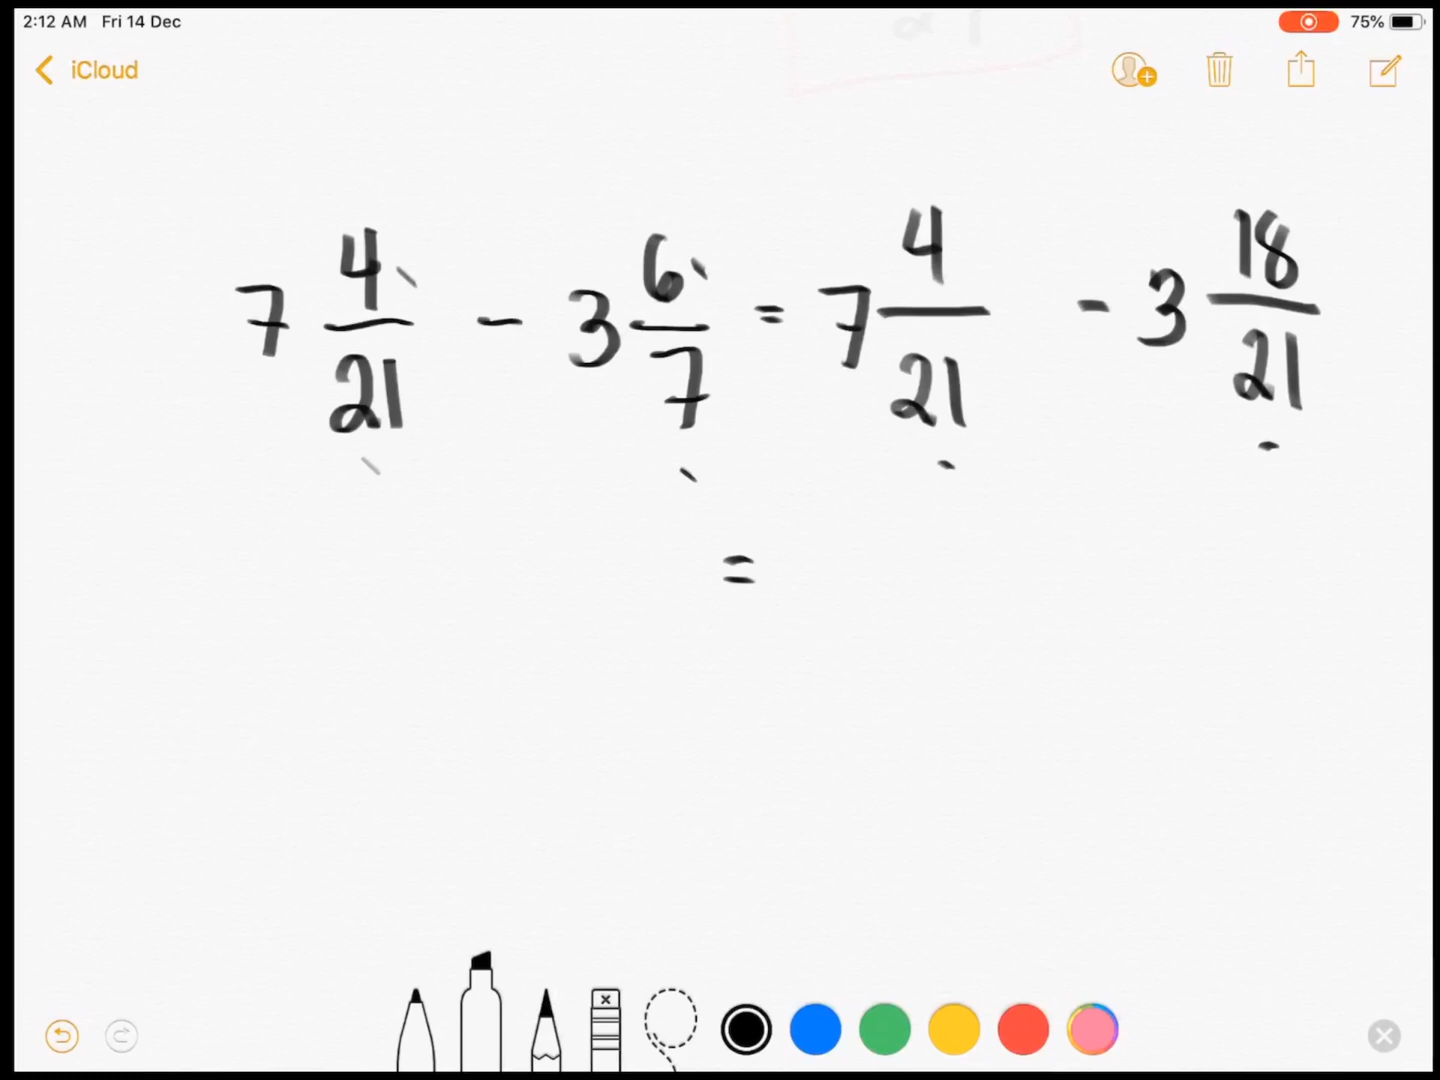 2:12 AM Fri 14 Dec 75%
iCloud
7 4/21 - 3 6/7 = 7 4/21 - 3 18/21
=